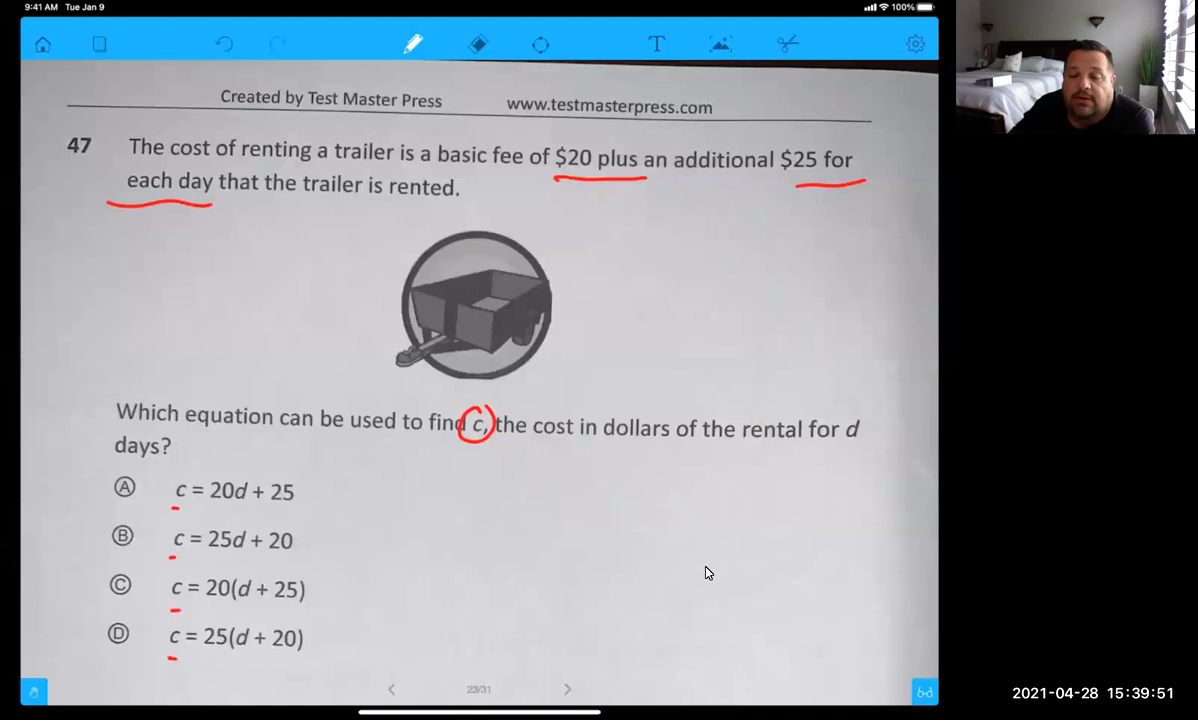 9:41 AM Tue Jan 9
100%
T
Created by Test Master Press www.testmasterpress.com
47 The cost of renting a trailer is a basic fee of $20 plus an additional $25 for
each day that the trailer is rented.
Which equation can be used to find c, the cost in dollars of the rental for d
days?
A c = 20d + 25
B c = 25d + 20
C c = 20(d + 25)
D c = 25(d + 20)
23/31
2021-04-28 15:39:51